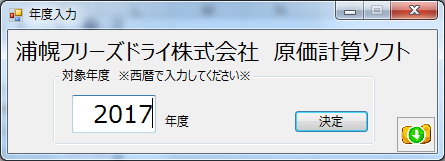 年度入力
浦幌フリーズドライ株式会社　原価計算ソフト
対象年度　※西暦で入力してください※
2017 年度
決定